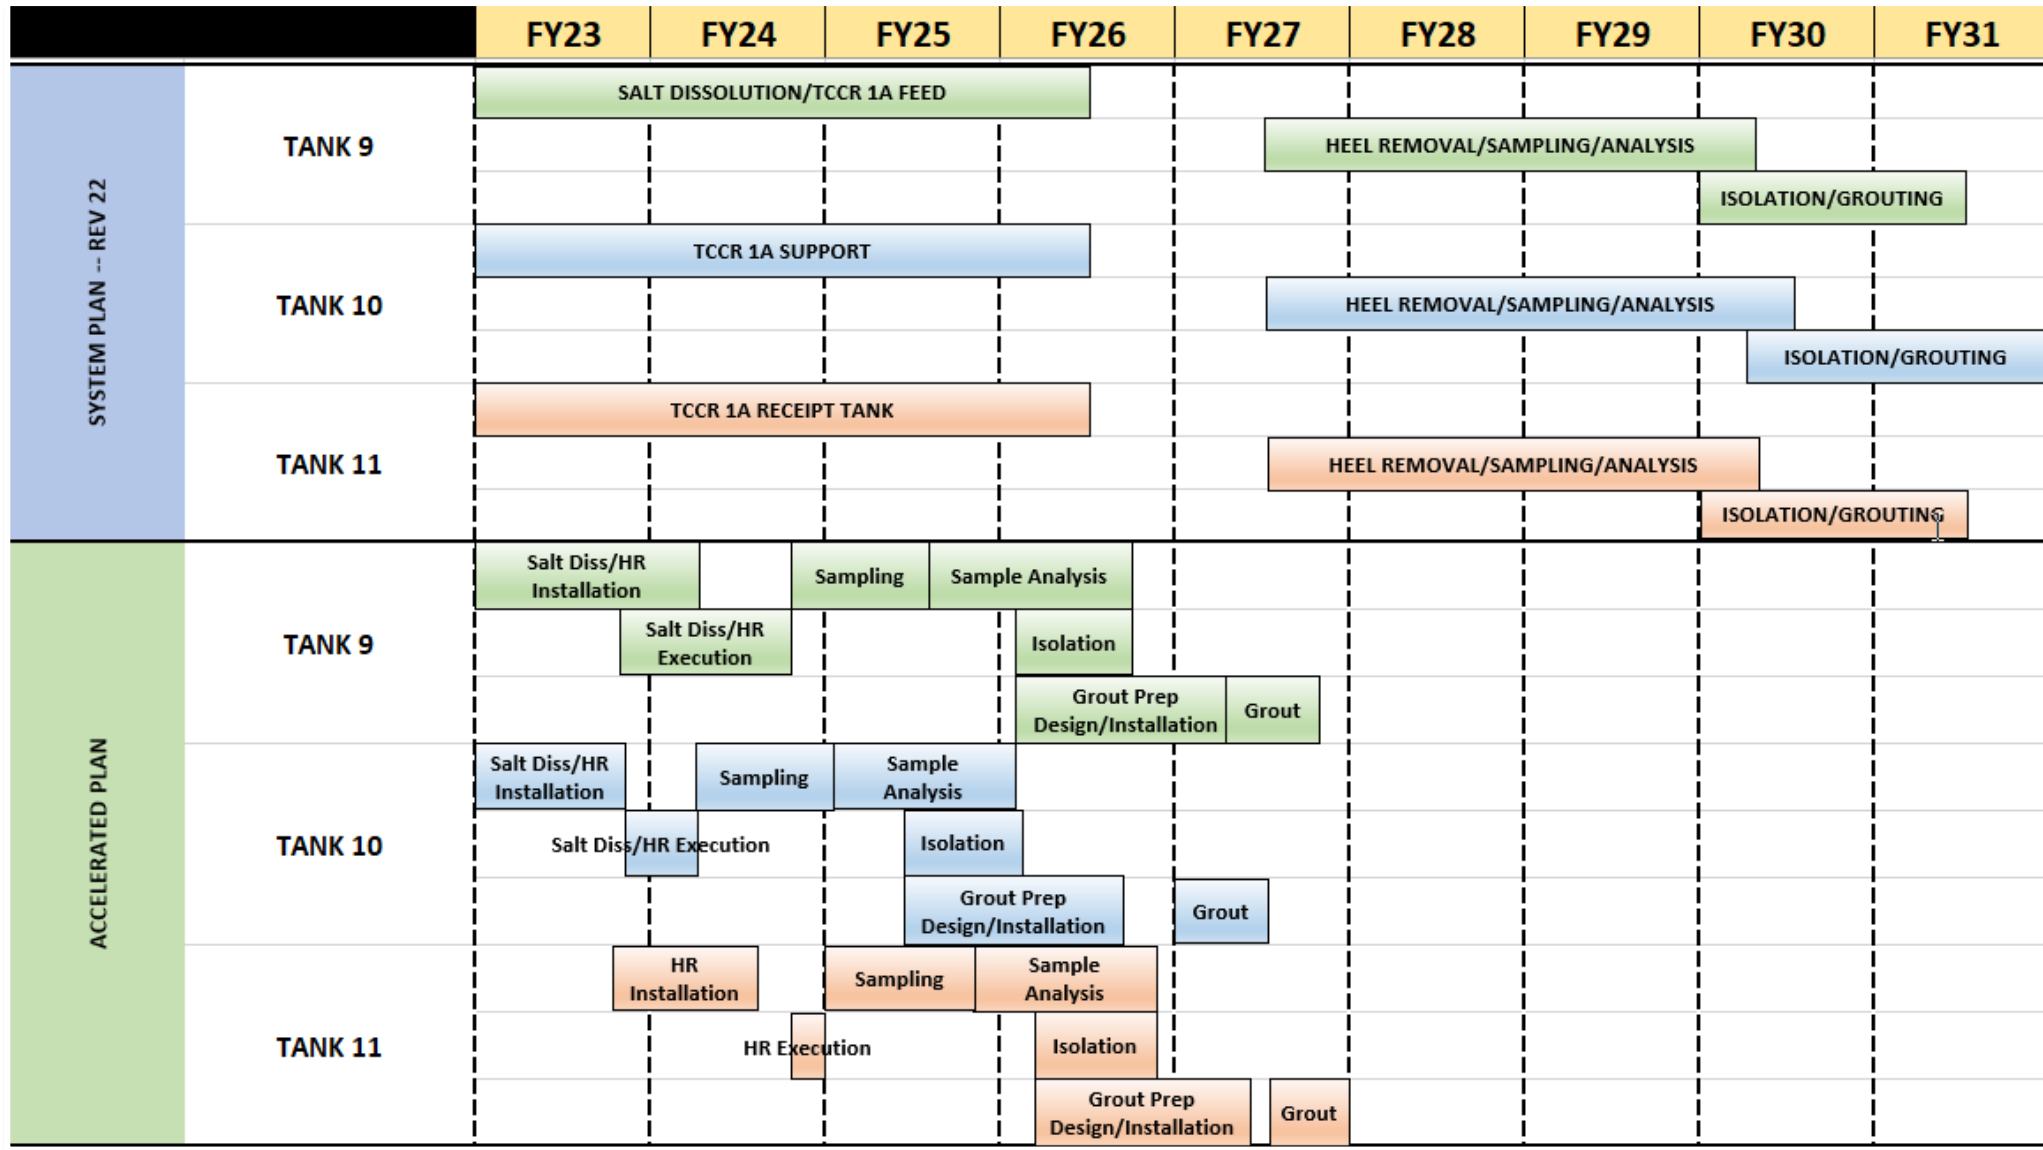 FY23 FY24 FY25 FY26 FY27 FY28 FY29 FY30 FY31
SYSTEM PLAN -- REV 22
TANK 9
SALT DISSOLUTION/TCCR 1A FEED
HEEL REMOVAL/SAMPLING/ANALYSIS
ISOLATION/GROUTING
TANK 10
TCCR 1A SUPPORT
HEEL REMOVAL/SAMPLING/ANALYSIS
ISOLATION/GROUTING
TANK 11
TCCR 1A RECEIPT TANK
HEEL REMOVAL/SAMPLING/ANALYSIS
ISOLATION/GROUTING
ACCELERATED PLAN
TANK 9
Salt Diss/HR
Installation
Sampling
Sample Analysis
Salt Diss/HR
Execution
Isolation
Grout Prep
Design/Installation
Grout
TANK 10
Salt Diss/HR
Installation
Sampling
Sample
Analysis
Salt Diss/HR Execution
Isolation
Grout Prep
Design/Installation
Grout
TANK 11
HR
Installation
Sampling
Sample
Analysis
HR Execution
Isolation
Grout Prep
Design/Installation
Grout